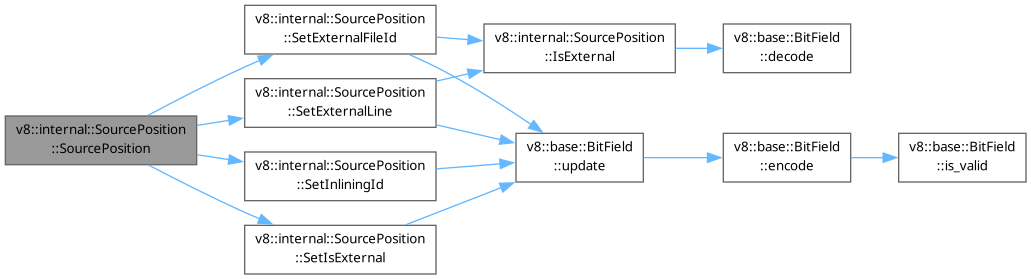 v8::internal::SourcePosition
::SourcePosition
v8::internal::SourcePosition
::SetExternalFileId
v8::internal::SourcePosition
::SetExternalLine
v8::internal::SourcePosition
::SetInliningId
v8::internal::SourcePosition
::SetIsExternal
v8::internal::SourcePosition
::IsExternal
v8::base::BitField
::update
v8::base::BitField
::decode
v8::base::BitField
::encode
v8::base::BitField
::is_valid